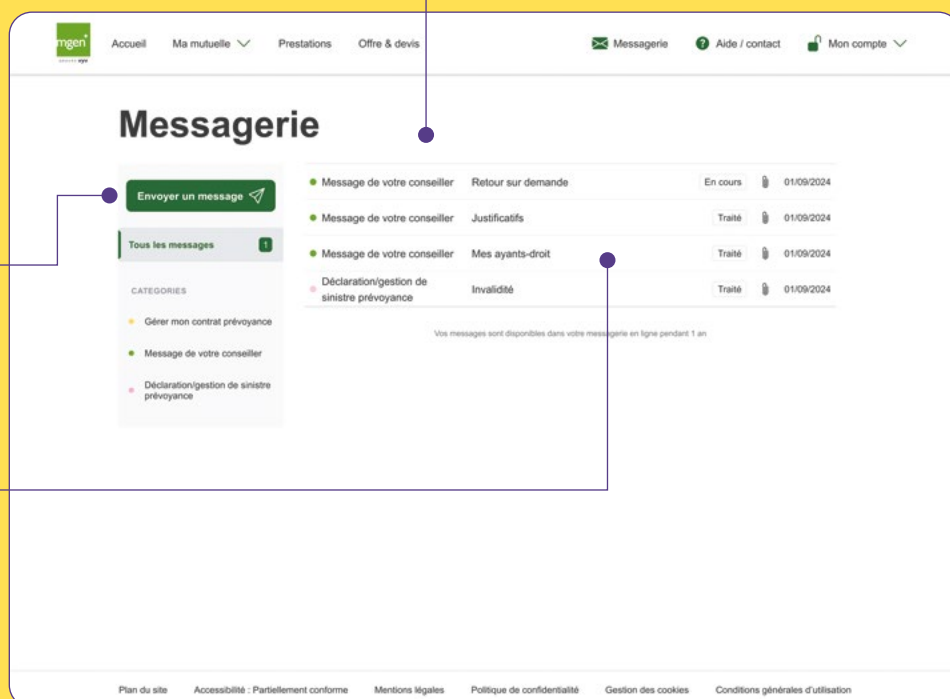 mgen*
GROUPE vyv
Accueil Ma mutuelle Prestations Offre & devis Messagerie Aide / contact Mon compte
Messagerie
Envoyer un message
Tous les messages 1
CATEGORIES
Gérer mon contrat prévoyance
Message de votre conseiller
Déclaration/gestion de sinistre
prévoyance
Message de votre conseiller Retour sur demande En cours 01/09/2024
Message de votre conseiller Justificatifs Traité 01/09/2024
Message de votre conseiller Mes ayants-droit Traité 01/09/2024
Déclaration/gestion de
sinistre prévoyance Invalidité Traité 01/09/2024
Vos messages sont disponibles dans votre messagerie en ligne pendant 1 an
Plan du site Accessibilité : Partiellement conforme Mentions légales Politique de confidentialité Gestion des cookies Conditions générales d'utilisation